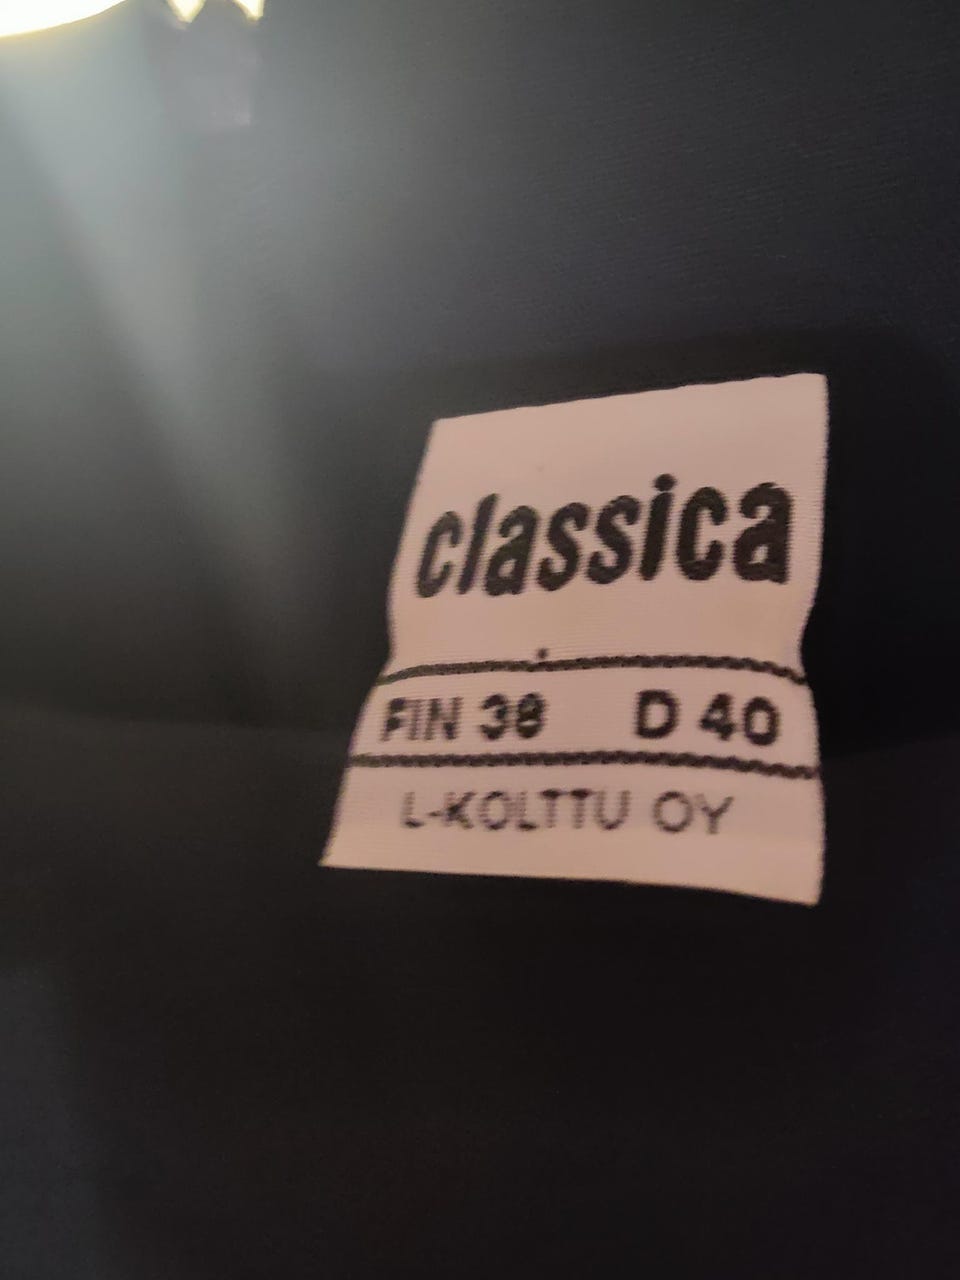 classica
FIN 38 D 40
L-KOLTTU OY